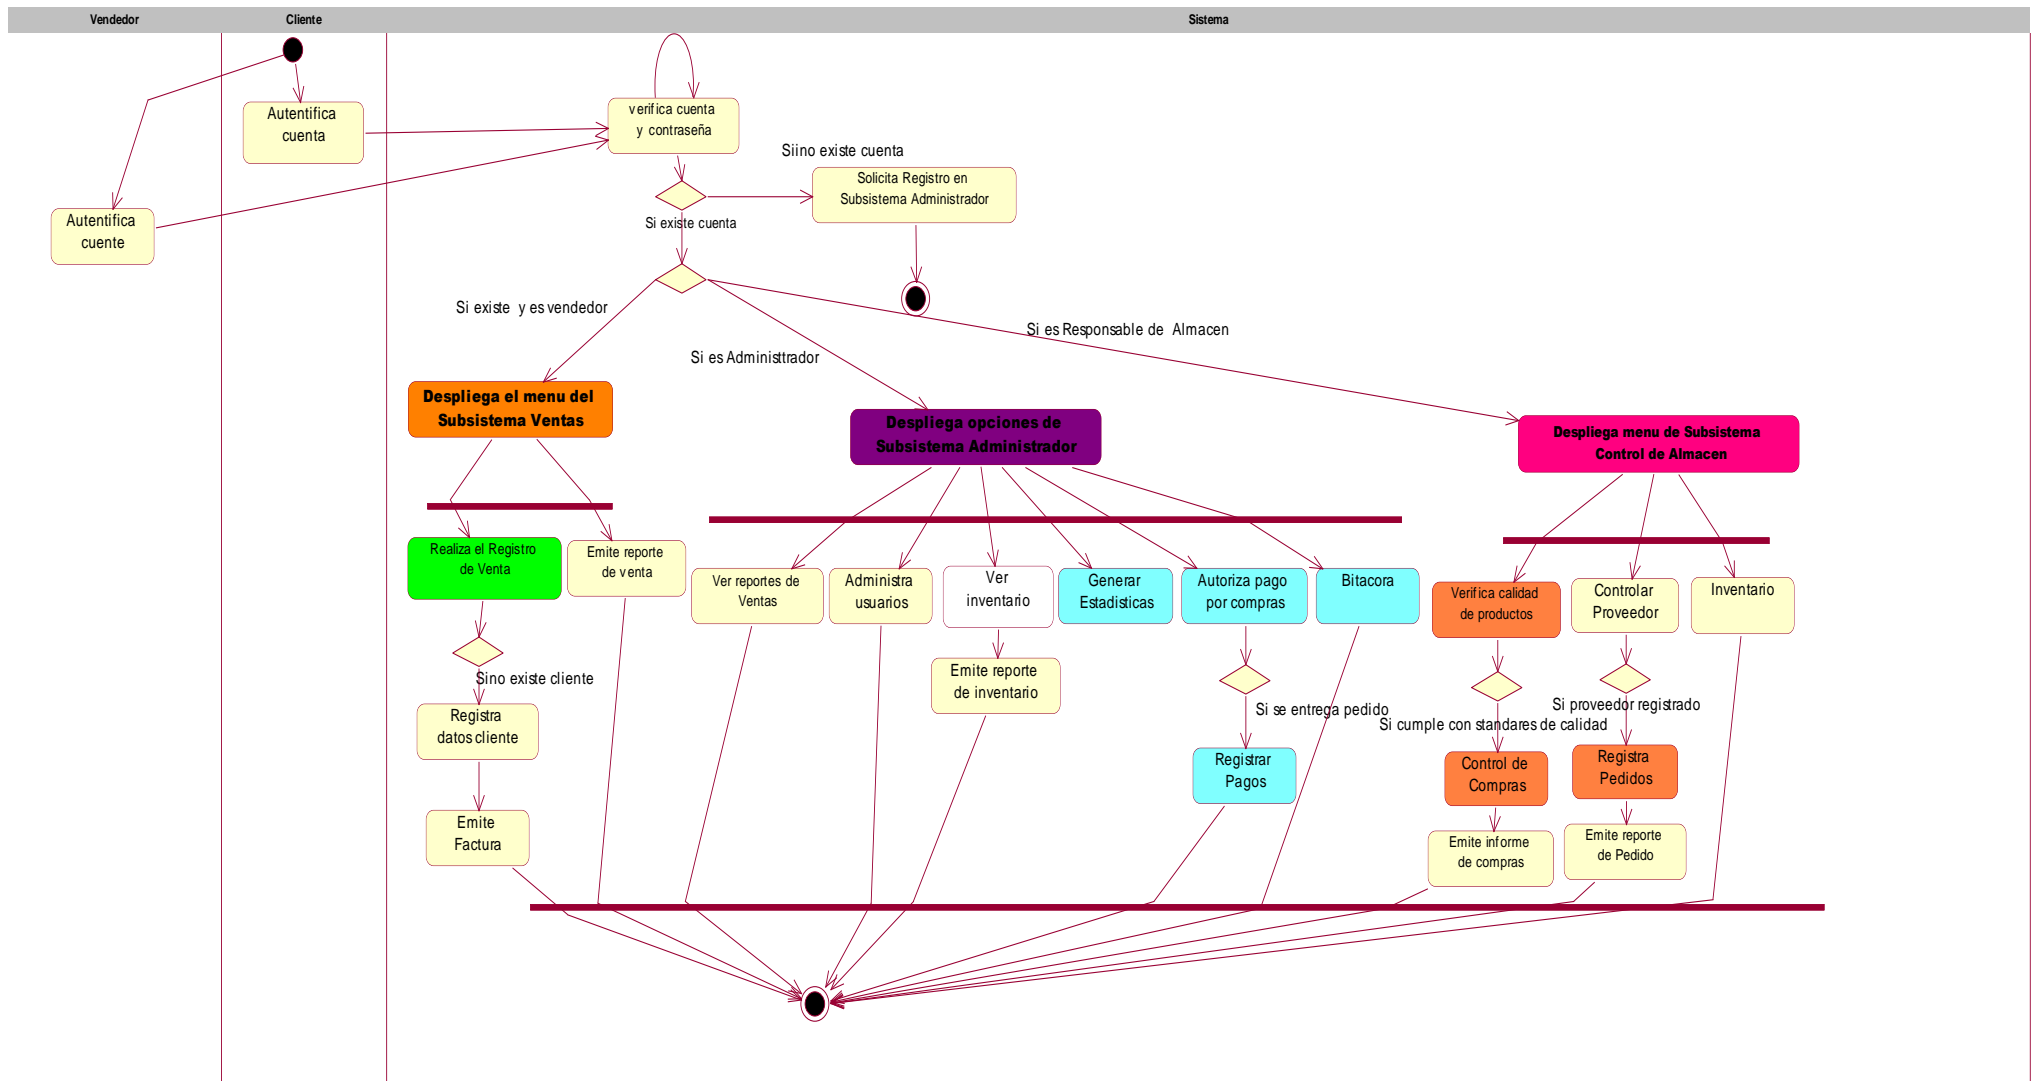 Vendedor
Cliente
Sistema
Autentifica
cuenta
verifica cuenta
y contraseña
Siino existe cuenta
Solicita Registro en
Subsistema Administrador
Autentifica
cuente
Si existe cuenta
Si existe y es vendedor
Si es Responsable de Almacen
Si es Administtrador
Despliega el menu del
Subsistema Ventas
Despliega opciones de
Subsistema Administrador
Despliega menu de Subsistema
Control de Almacen
Realiza el Registro
de Venta
Emite reporte
de venta
Ver reportes de
Ventas
Administra
usuarios
Ver
inventario
Generar
Estadisticas
Autoriza pago
por compras
Bitacora
Verifica calidad
de productos
Controlar
Proveedor
Inventario
Sino existe cliente
Emite reporte
de inventario
Si se entrega pedido
Si proveedor registrado
Si cumple con standares de calidad
Registra
datos cliente
Registrar
Pagos
Control de
Compras
Registra
Pedidos
Emite
Factura
Emite informe
de compras
Emite reporte
de Pedido